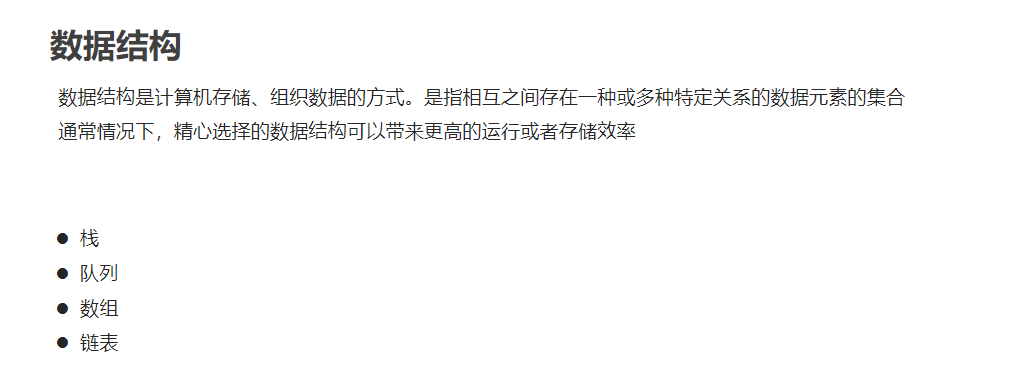 数据结构
数据结构是计算机存储、组织数据的方式。是指相互之间存在一种或多种特定关系的数据元素的集合
通常情况下，精心选择的数据结构可以带来更高的运行或者存储效率
● 栈
● 队列
● 数组
● 链表